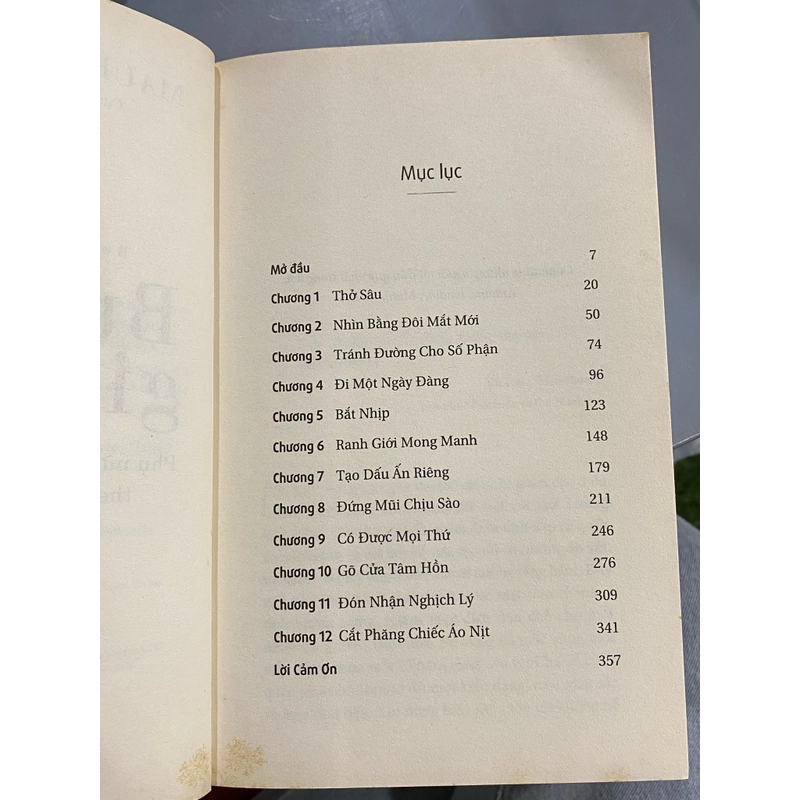 Mục lục
Mở đầu 7
Chương 1 Thở Sâu 20
Chương 2 Nhìn Bằng Đôi Mắt Mới 50
Chương 3 Tránh Đường Cho Số Phận 74
Chương 4 Đi Một Ngày Đàng 96
Chương 5 Bắt Nhịp 123
Chương 6 Ranh Giới Mong Manh 148
Chương 7 Tạo Dấu Ấn Riêng 179
Chương 8 Đứng Mũi Chịu Sào 211
Chương 9 Có Được Mọi Thứ 246
Chương 10 Gõ Cửa Tâm Hồn 276
Chương 11 Đón Nhận Nghịch Lý 309
Chương 12 Cắt Phăng Chiếc Áo Nịt 341
Lời Cảm Ơn 357